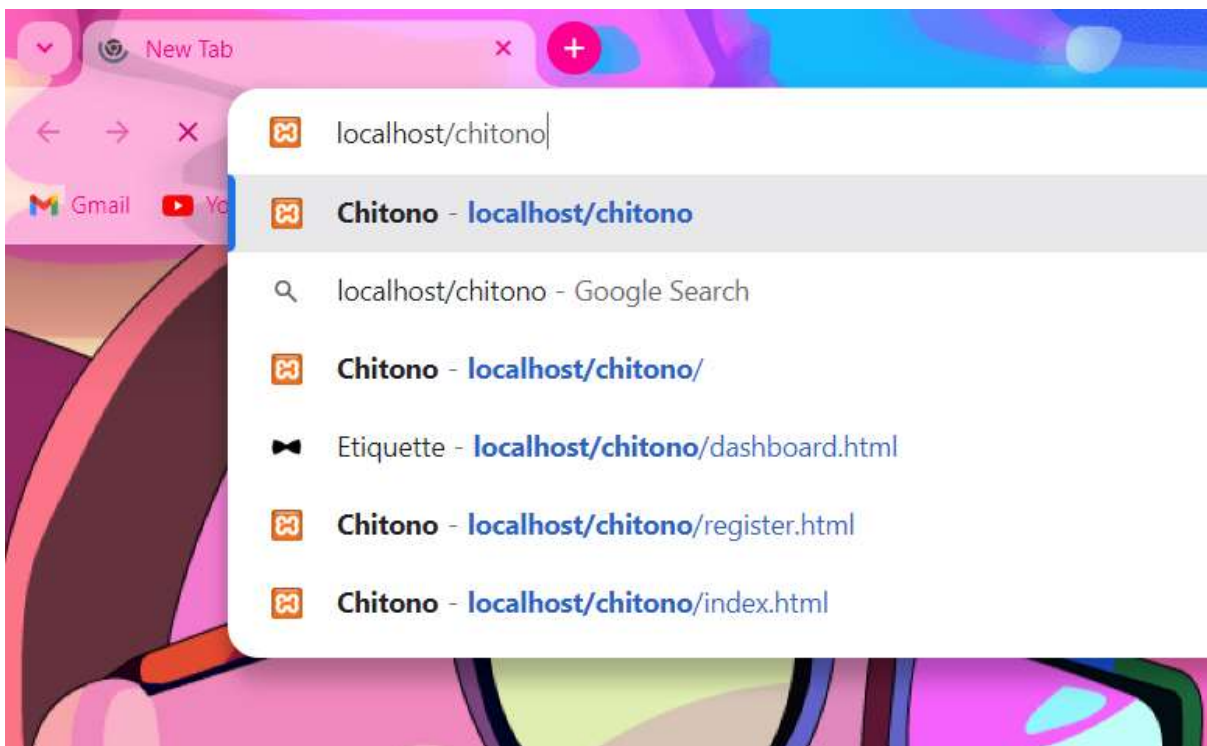 New Tab
localhost/chitono
Gmail
Chitono - localhost/chitono
localhost/chitono - Google Search
Chitono - localhost/chitono/
Etiquette - localhost/chitono/dashboard.html
Chitono - localhost/chitono/register.html
Chitono - localhost/chitono/index.html